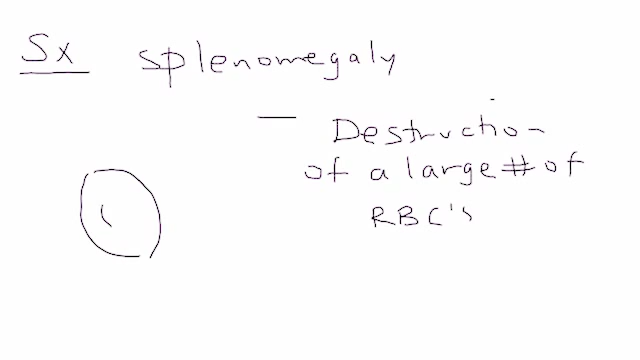 Sx splenomegaly
— Destruction
of a large # of
RBC's